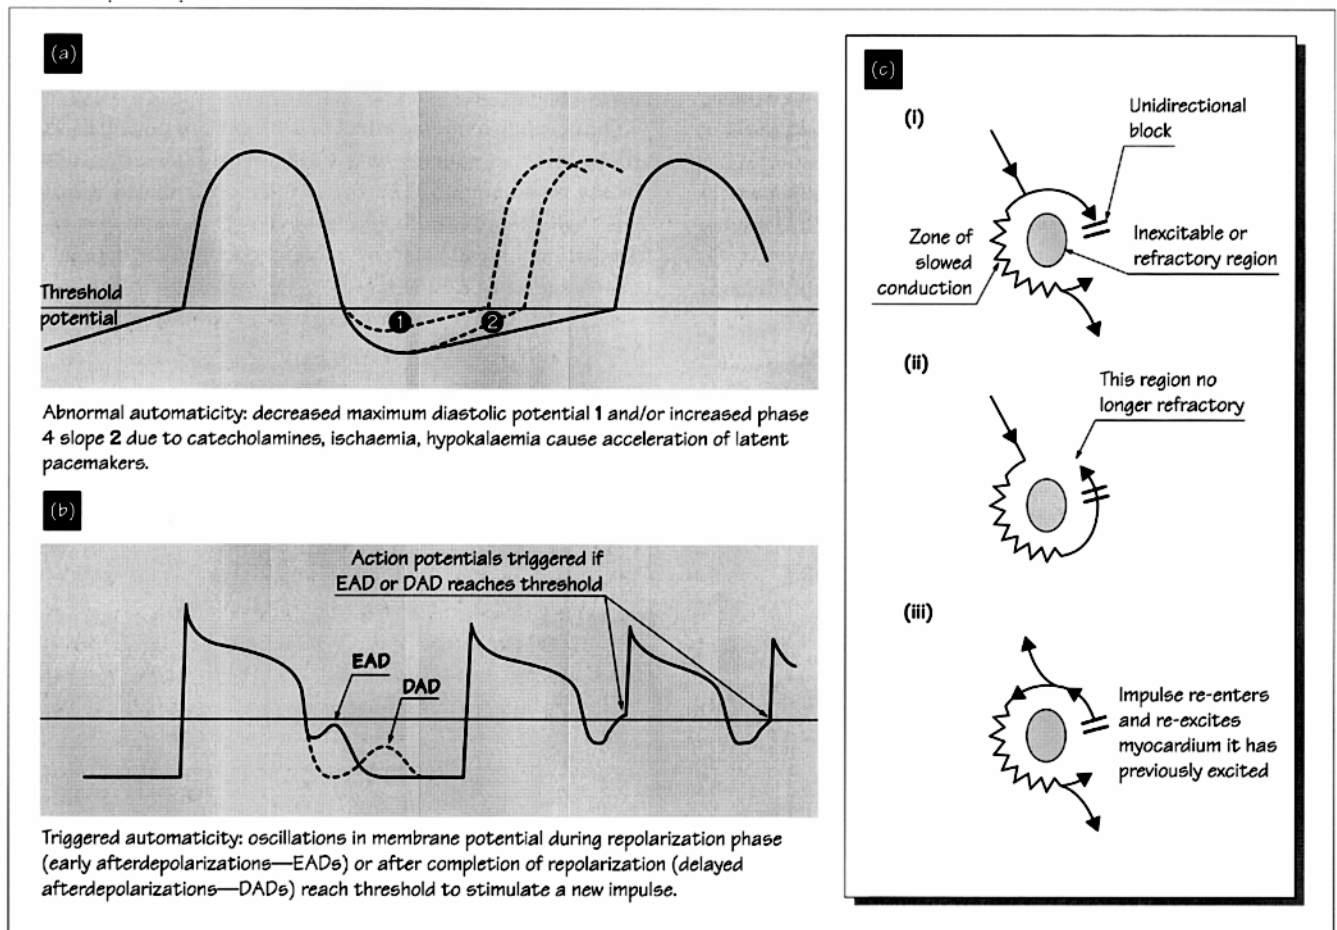 (a)
Threshold
potential
1
2
Abnormal automaticity: decreased maximum diastolic potential 1 and/or increased phase
4 slope 2 due to catecholamines, ischaemia, hypokalaemia cause acceleration of latent
pacemakers.
(b)
Action potentials triggered if
EAD or DAD reaches threshold
EAD
DAD
Triggered automaticity: oscillations in membrane potential during repolarization phase
(early afterdepolarizations—EADs) or after completion of repolarization (delayed
afterdepolarizations—DADs) reach threshold to stimulate a new impulse.
(c)
(i)
Unidirectional
block
Zone of
slowed
conduction
Inexcitable or
refractory region
(ii)
This region no
longer refractory
(iii)
Impulse re-enters
and re-excites
myocardium it has
previously excited